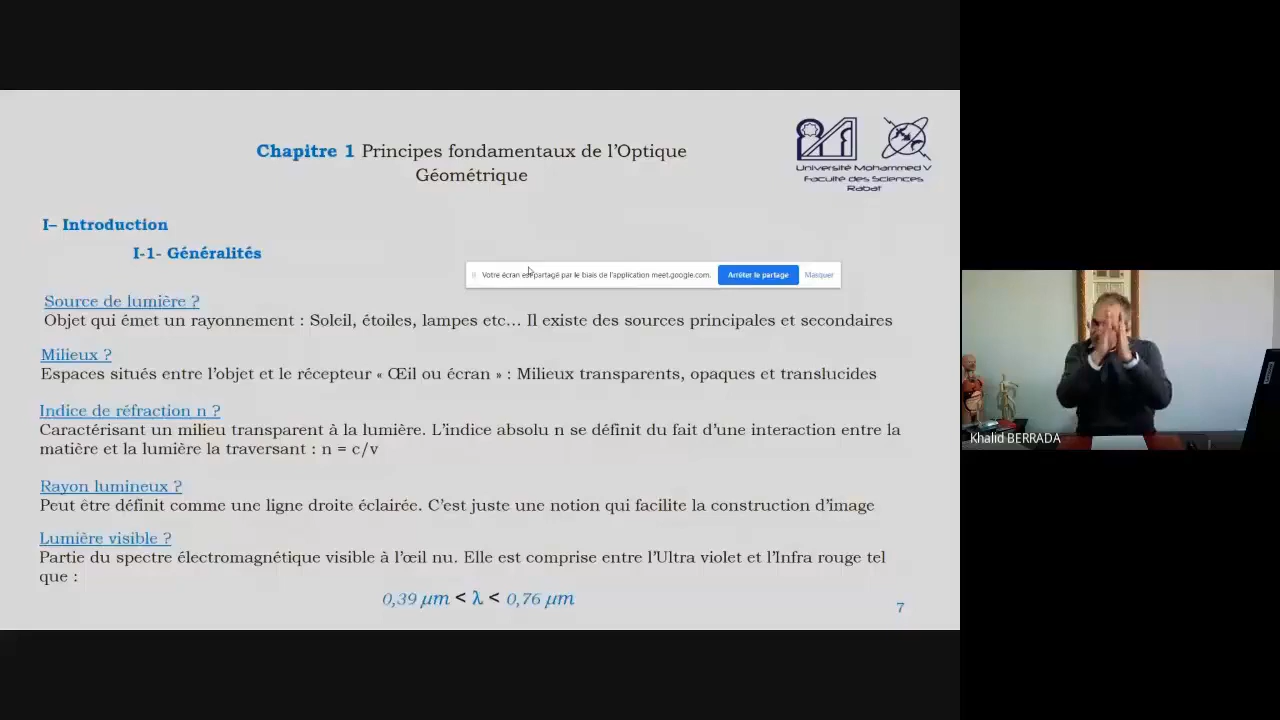 Chapitre 1 Principes fondamentaux de l'Optique
Géométrique
Université Mohammed V
Faculté des Sciences
Rabat
I– Introduction
I-1- Généralités
Votre écran est partagé par le biais de l'application meet.google.com.
Arrêter le partage
Masquer
Source de lumière ?
Objet qui émet un rayonnement : Soleil, étoiles, lampes etc… Il existe des sources principales et secondaires
Milieux ?
Espaces situés entre l'objet et le récepteur « Œil ou écran » : Milieux transparents, opaques et translucides
Indice de réfraction n ?
Caractérisant un milieu transparent à la lumière. L'indice absolu n se définit du fait d'une interaction entre la
matière et la lumière la traversant : n = c/v
Khalid BERRADA
Rayon lumineux ?
Peut être définit comme une ligne droite éclairée. C'est juste une notion qui facilite la construction d'image
Lumière visible ?
Partie du spectre électromagnétique visible à l'œil nu. Elle est comprise entre l'Ultra violet et l'Infra rouge tel
que :
0,39 µm < λ < 0,76 µm
7